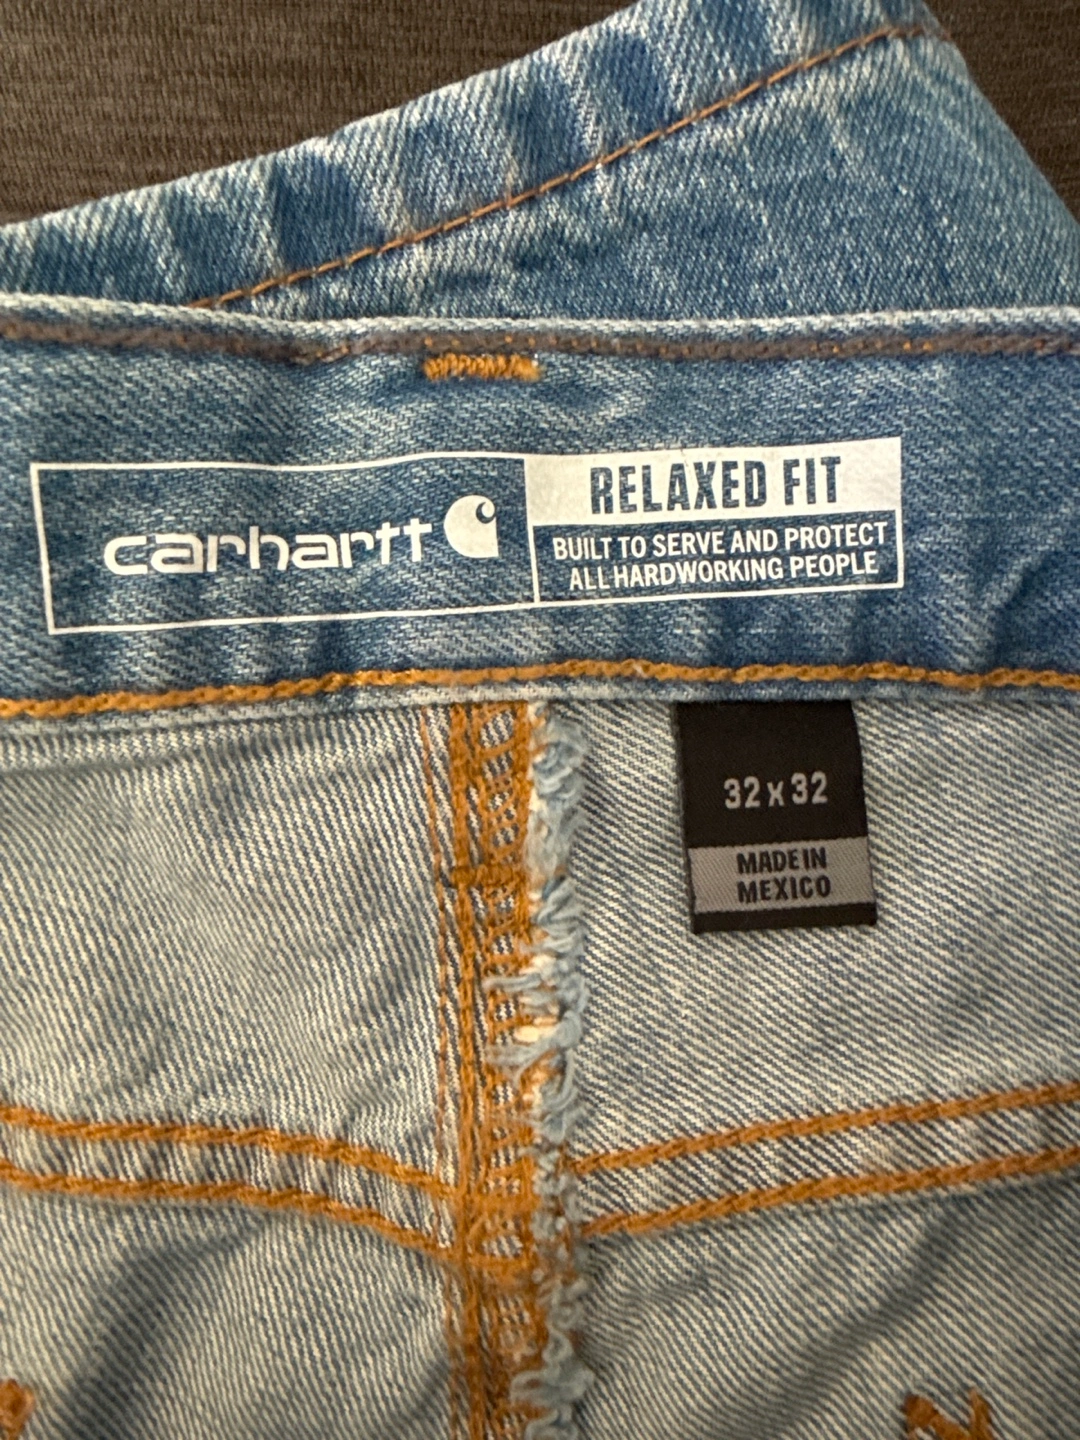 carhartt
RELAXED FIT
BUILT TO SERVE AND PROTECT
ALL HARDWORKING PEOPLE
32 x 32
MADE IN
MEXICO